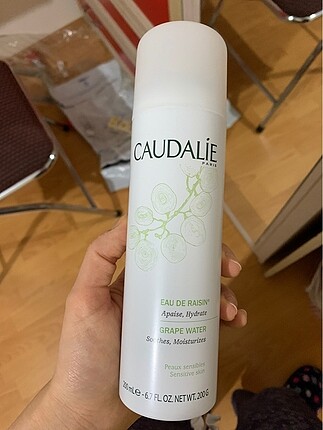 CAUDALÍE
PARIS
EAU DE RAISIN®
Apaise, Hydrate
GRAPE WATER
Soothes, Moisturizes
Peaux sensibles
Sensitive skin
200 mL e - 6.7 FL.OZ. NET WT. 200 G